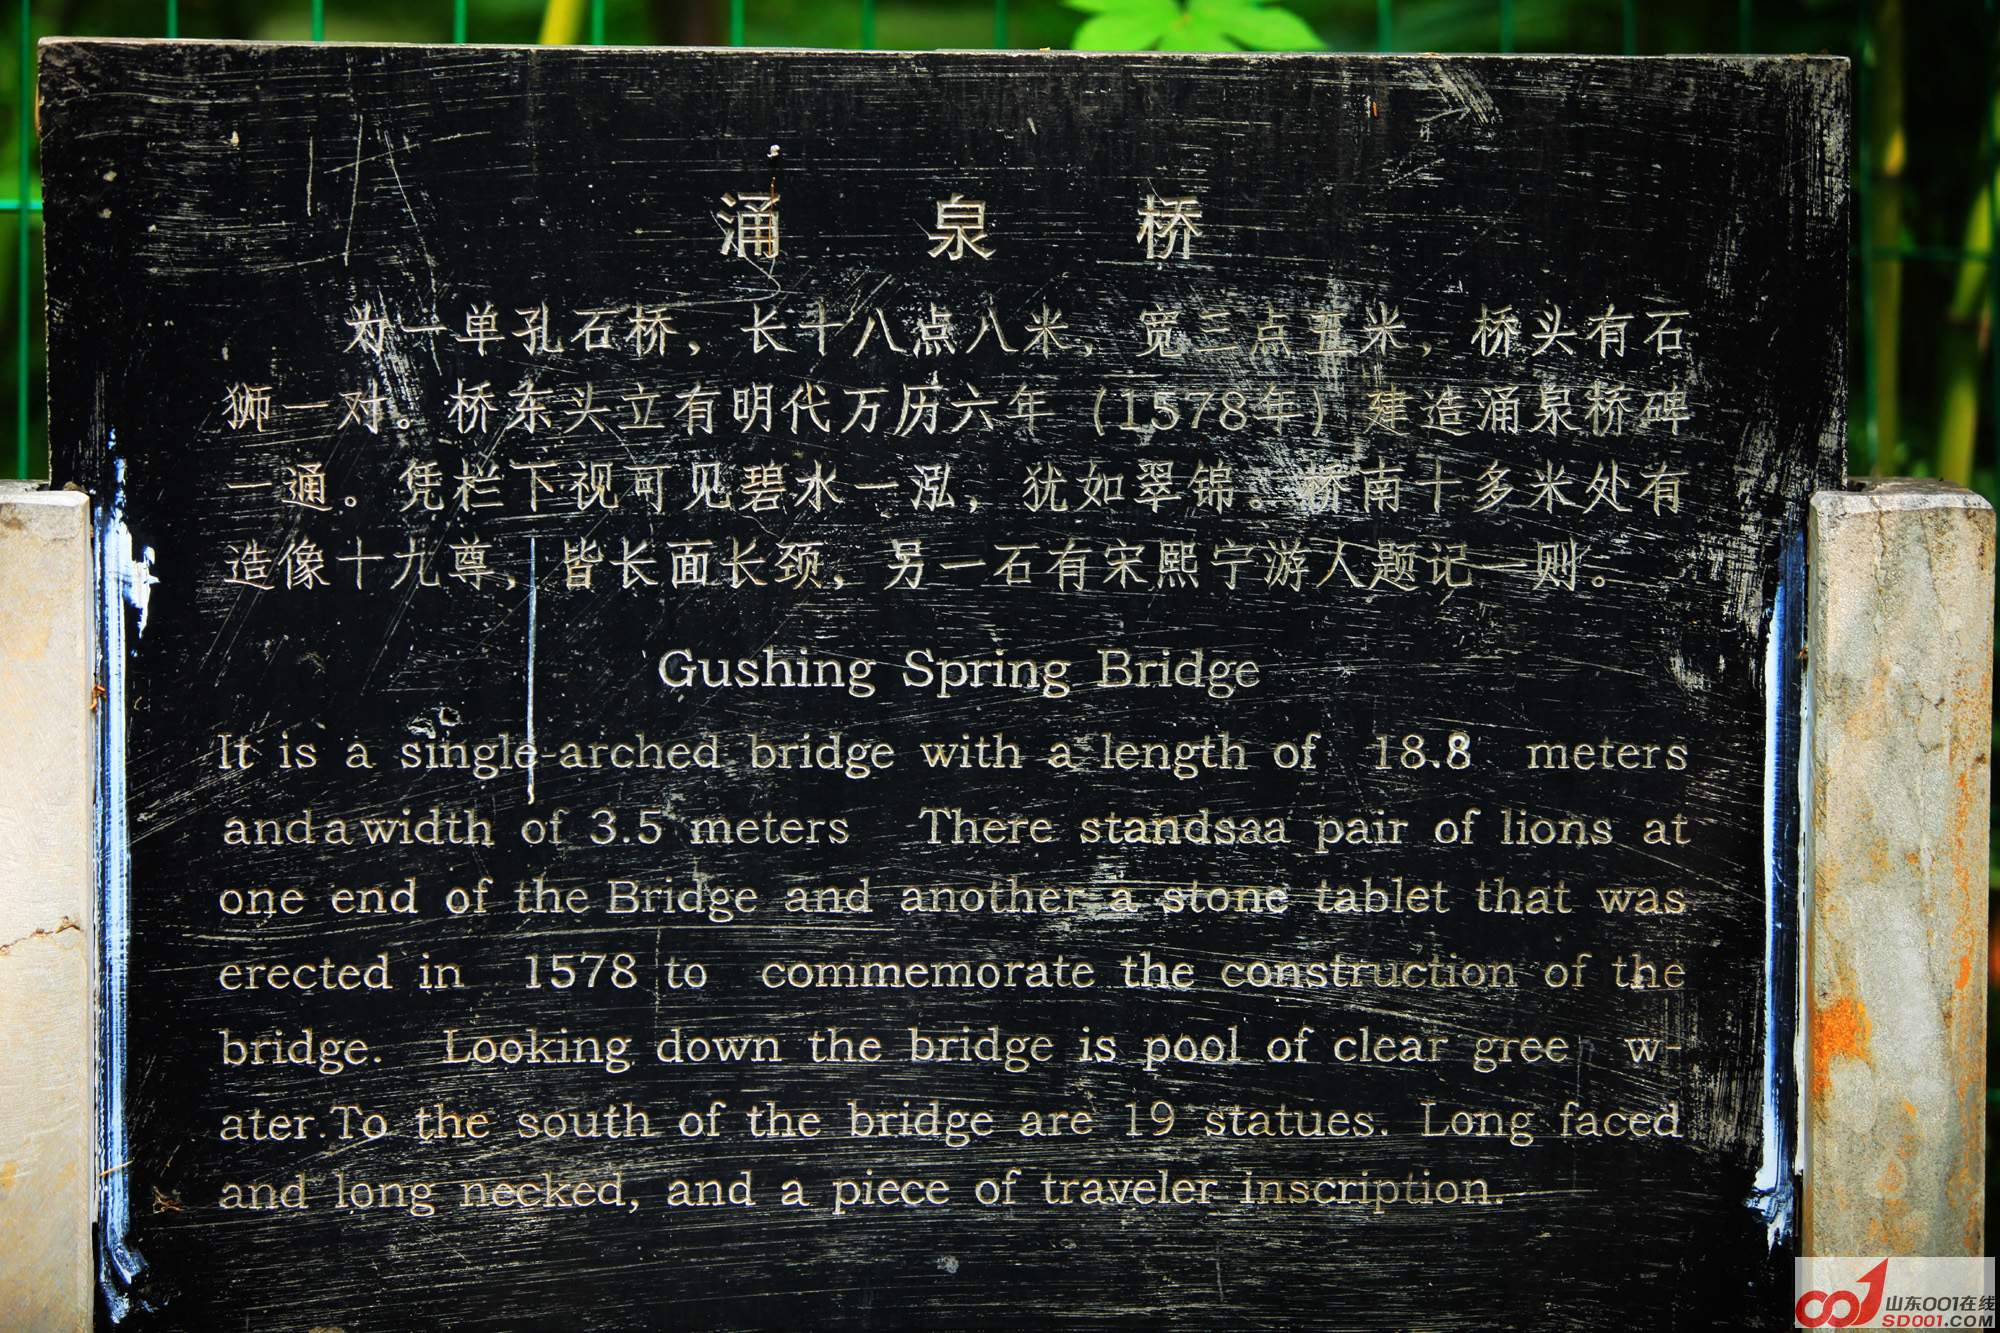 涌泉桥
为一单孔石桥，长十八点八米，宽三点五米，桥头有石
狮一对。桥东头立有明代万历六年（1578年）建造涌泉桥碑
一通。凭栏下视可见碧水一泓，犹如翠锦。桥南十多米处有
造像十九尊，皆长面长颈，另一石有宋熙宁游人题记一则。
Gushing Spring Bridge
It is a single-arched bridge with a length of 18.8 meters
and a width of 3.5 meters There standsaa pair of lions at
one end of the Bridge and another a stone tablet that was
erected in 1578 to commemorate the construction of the
bridge. Looking down the bridge is pool of clear gree w-
ater.To the south of the bridge are 19 statues. Long faced
and long necked, and a piece of traveler inscription.
山东001在线
SD001.COM